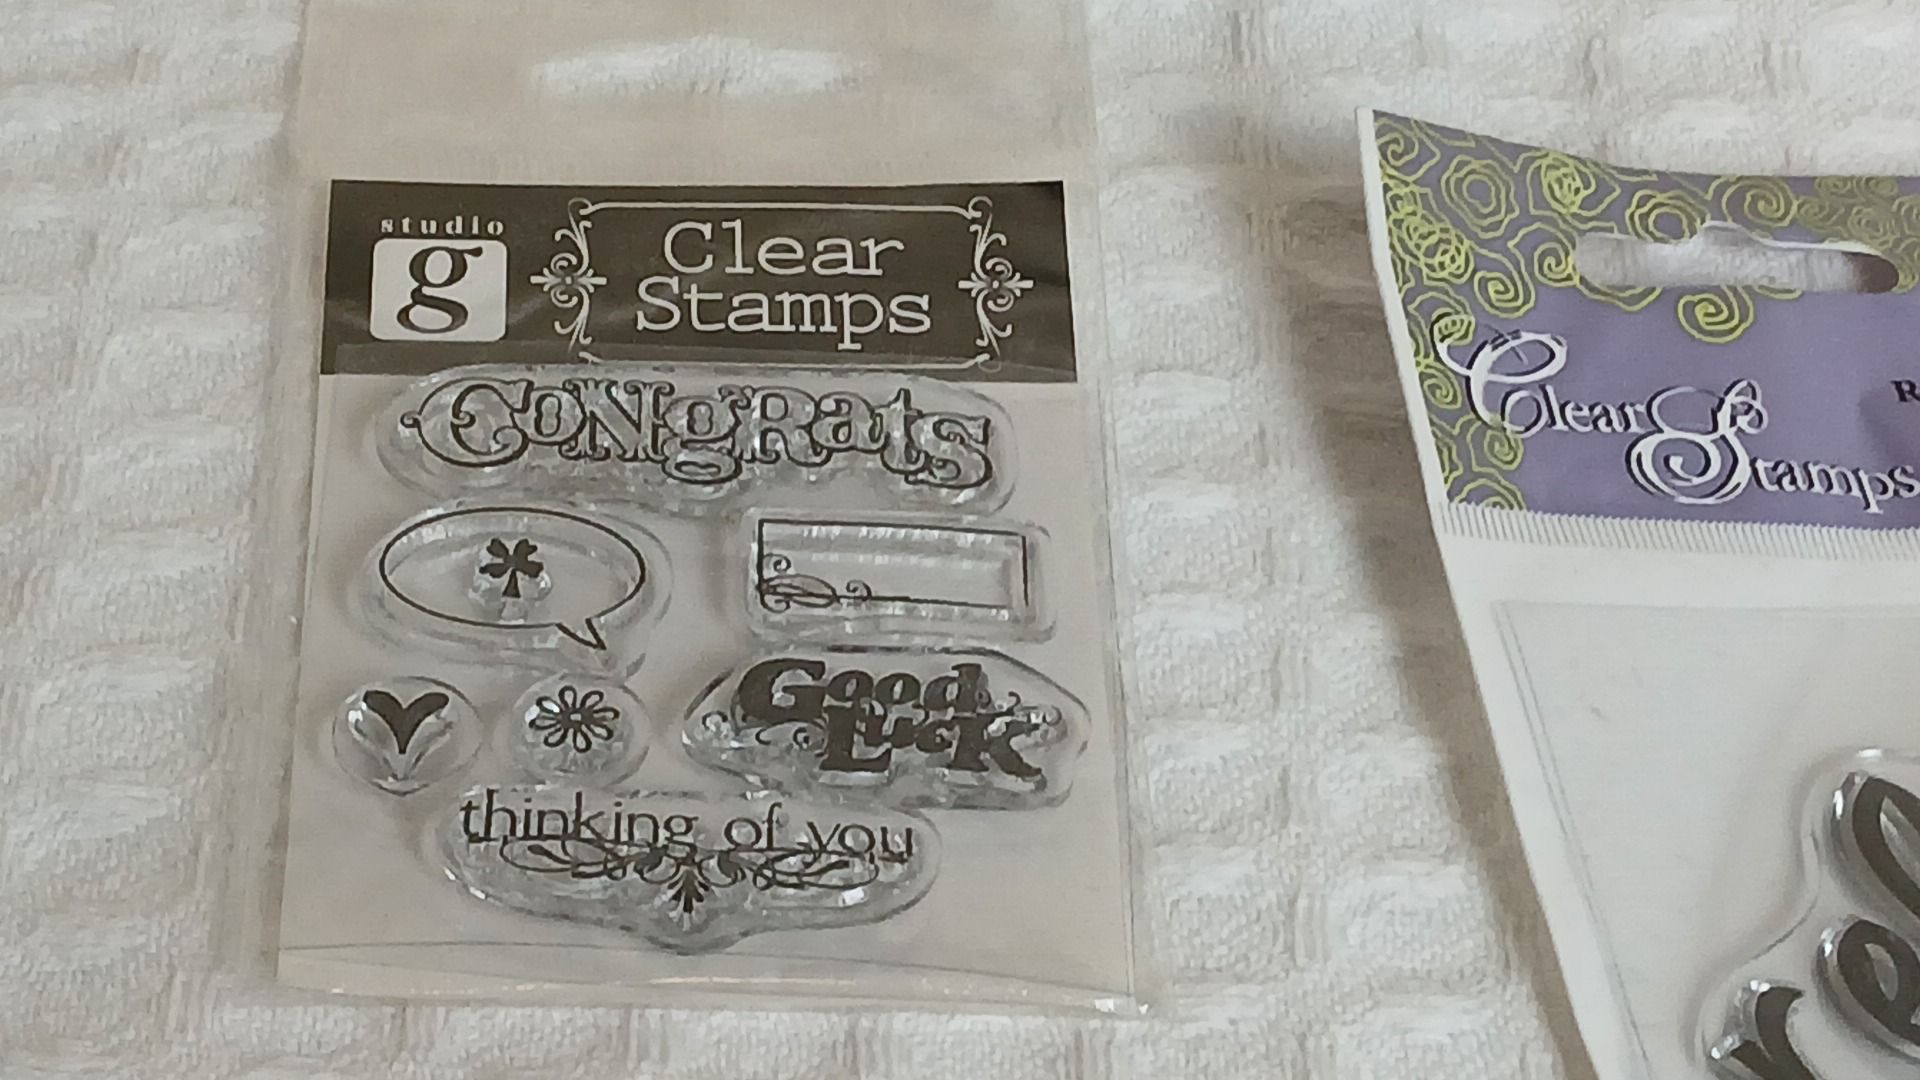 studio
g
Clear
Stamps
CoNgRats
Good
Luck
thinking of you
Clear
Stamps
R